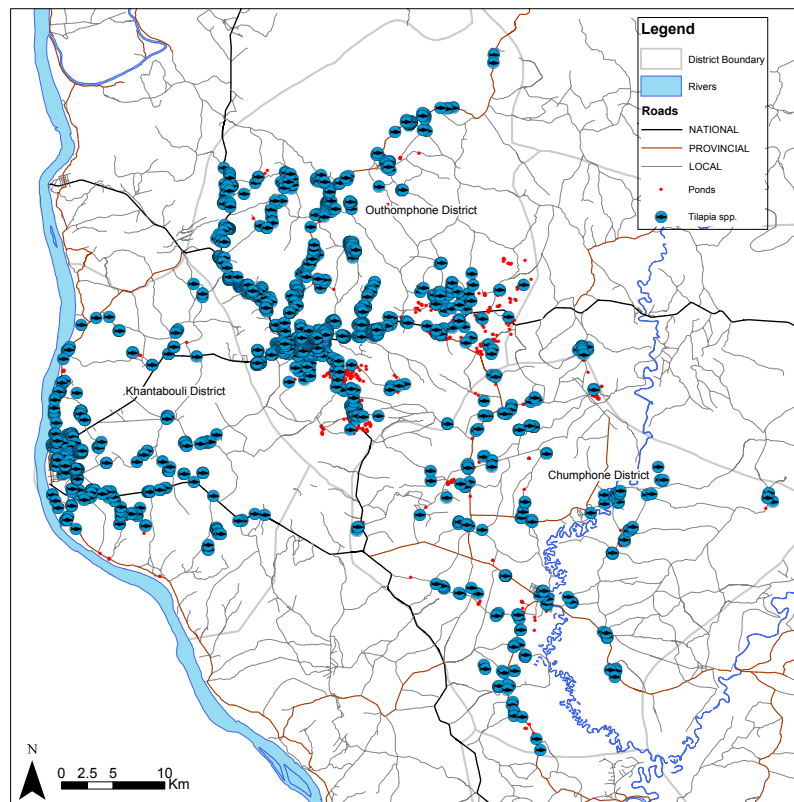 Legend
District Boundary
Rivers
Roads
NATIONAL
PROVINCIAL
LOCAL
Ponds
Tilapia spp.
Outhomphone District
Khantabouli District
Chumphone District
N
0 2.5 5 10
Km